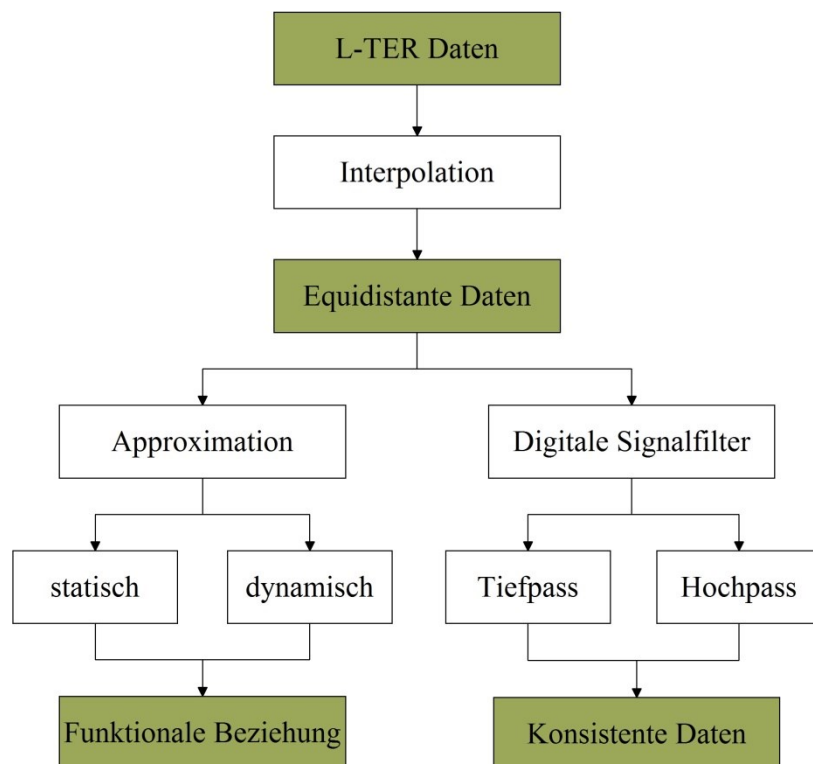 L-TER Daten
Interpolation
Equidistante Daten
Approximation
Digitale Signalfilter
statisch
dynamisch
Tiefpass
Hochpass
Funktionale Beziehung
Konsistente Daten